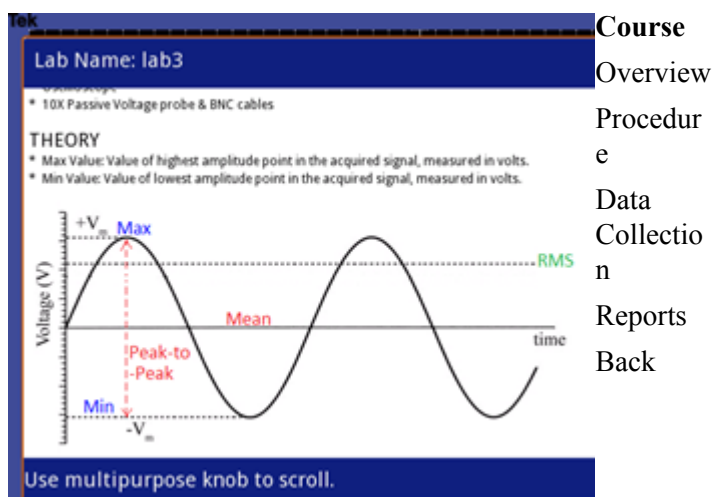 Tek
Lab Name: lab3
Oscilloscope
* 10X Passive Voltage probe & BNC cables
THEORY
* Max Value: Value of highest amplitude point in the acquired signal, measured in volts.
* Min Value: Value of lowest amplitude point in the acquired signal, measured in volts.
+Vm Max
RMS
Voltage (V)
Mean
time
Peak-to
-Peak
Min
-Vm
Use multipurpose knob to scroll.
Course
Overview
Procedur
e
Data
Collectio
n
Reports
Back